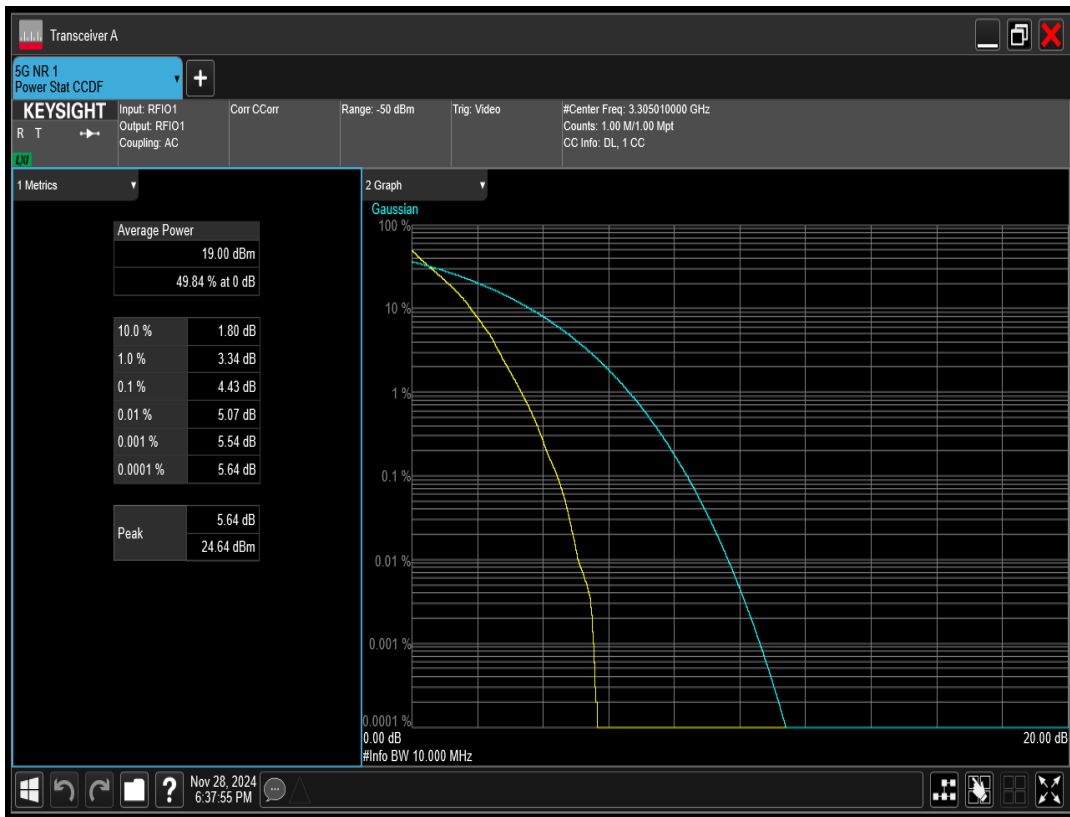 Transceiver A
5G NR 1
Power Stat CCDF
+
KEYSIGHT
R T
LXI
Input: RFIO1
Output: RFIO1
Coupling: AC
Corr CCorr
Range: -50 dBm
Trig: Video
#Center Freq: 3.305010000 GHz
Counts: 1.00 M/1.00 Mpt
CC Info: DL, 1 CC
1 Metrics
Average Power
19.00 dBm
49.84 % at 0 dB
10.0 % 1.80 dB
1.0 % 3.34 dB
0.1 % 4.43 dB
0.01 % 5.07 dB
0.001 % 5.54 dB
0.0001 % 5.64 dB
Peak
5.64 dB
24.64 dBm
2 Graph
Gaussian
100 %
10 %
1 %
0.1 %
0.01 %
0.001 %
0.0001 %
0.00 dB 20.00 dB
#Info BW 10.000 MHz
?
Nov 28, 2024
6:37:55 PM